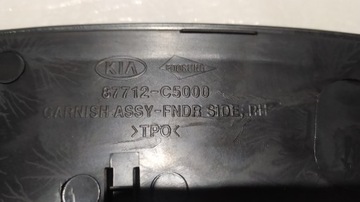 KIA
87712-C5000
GARNISH ASSY-FNDR SIDE, RH
>TPO<